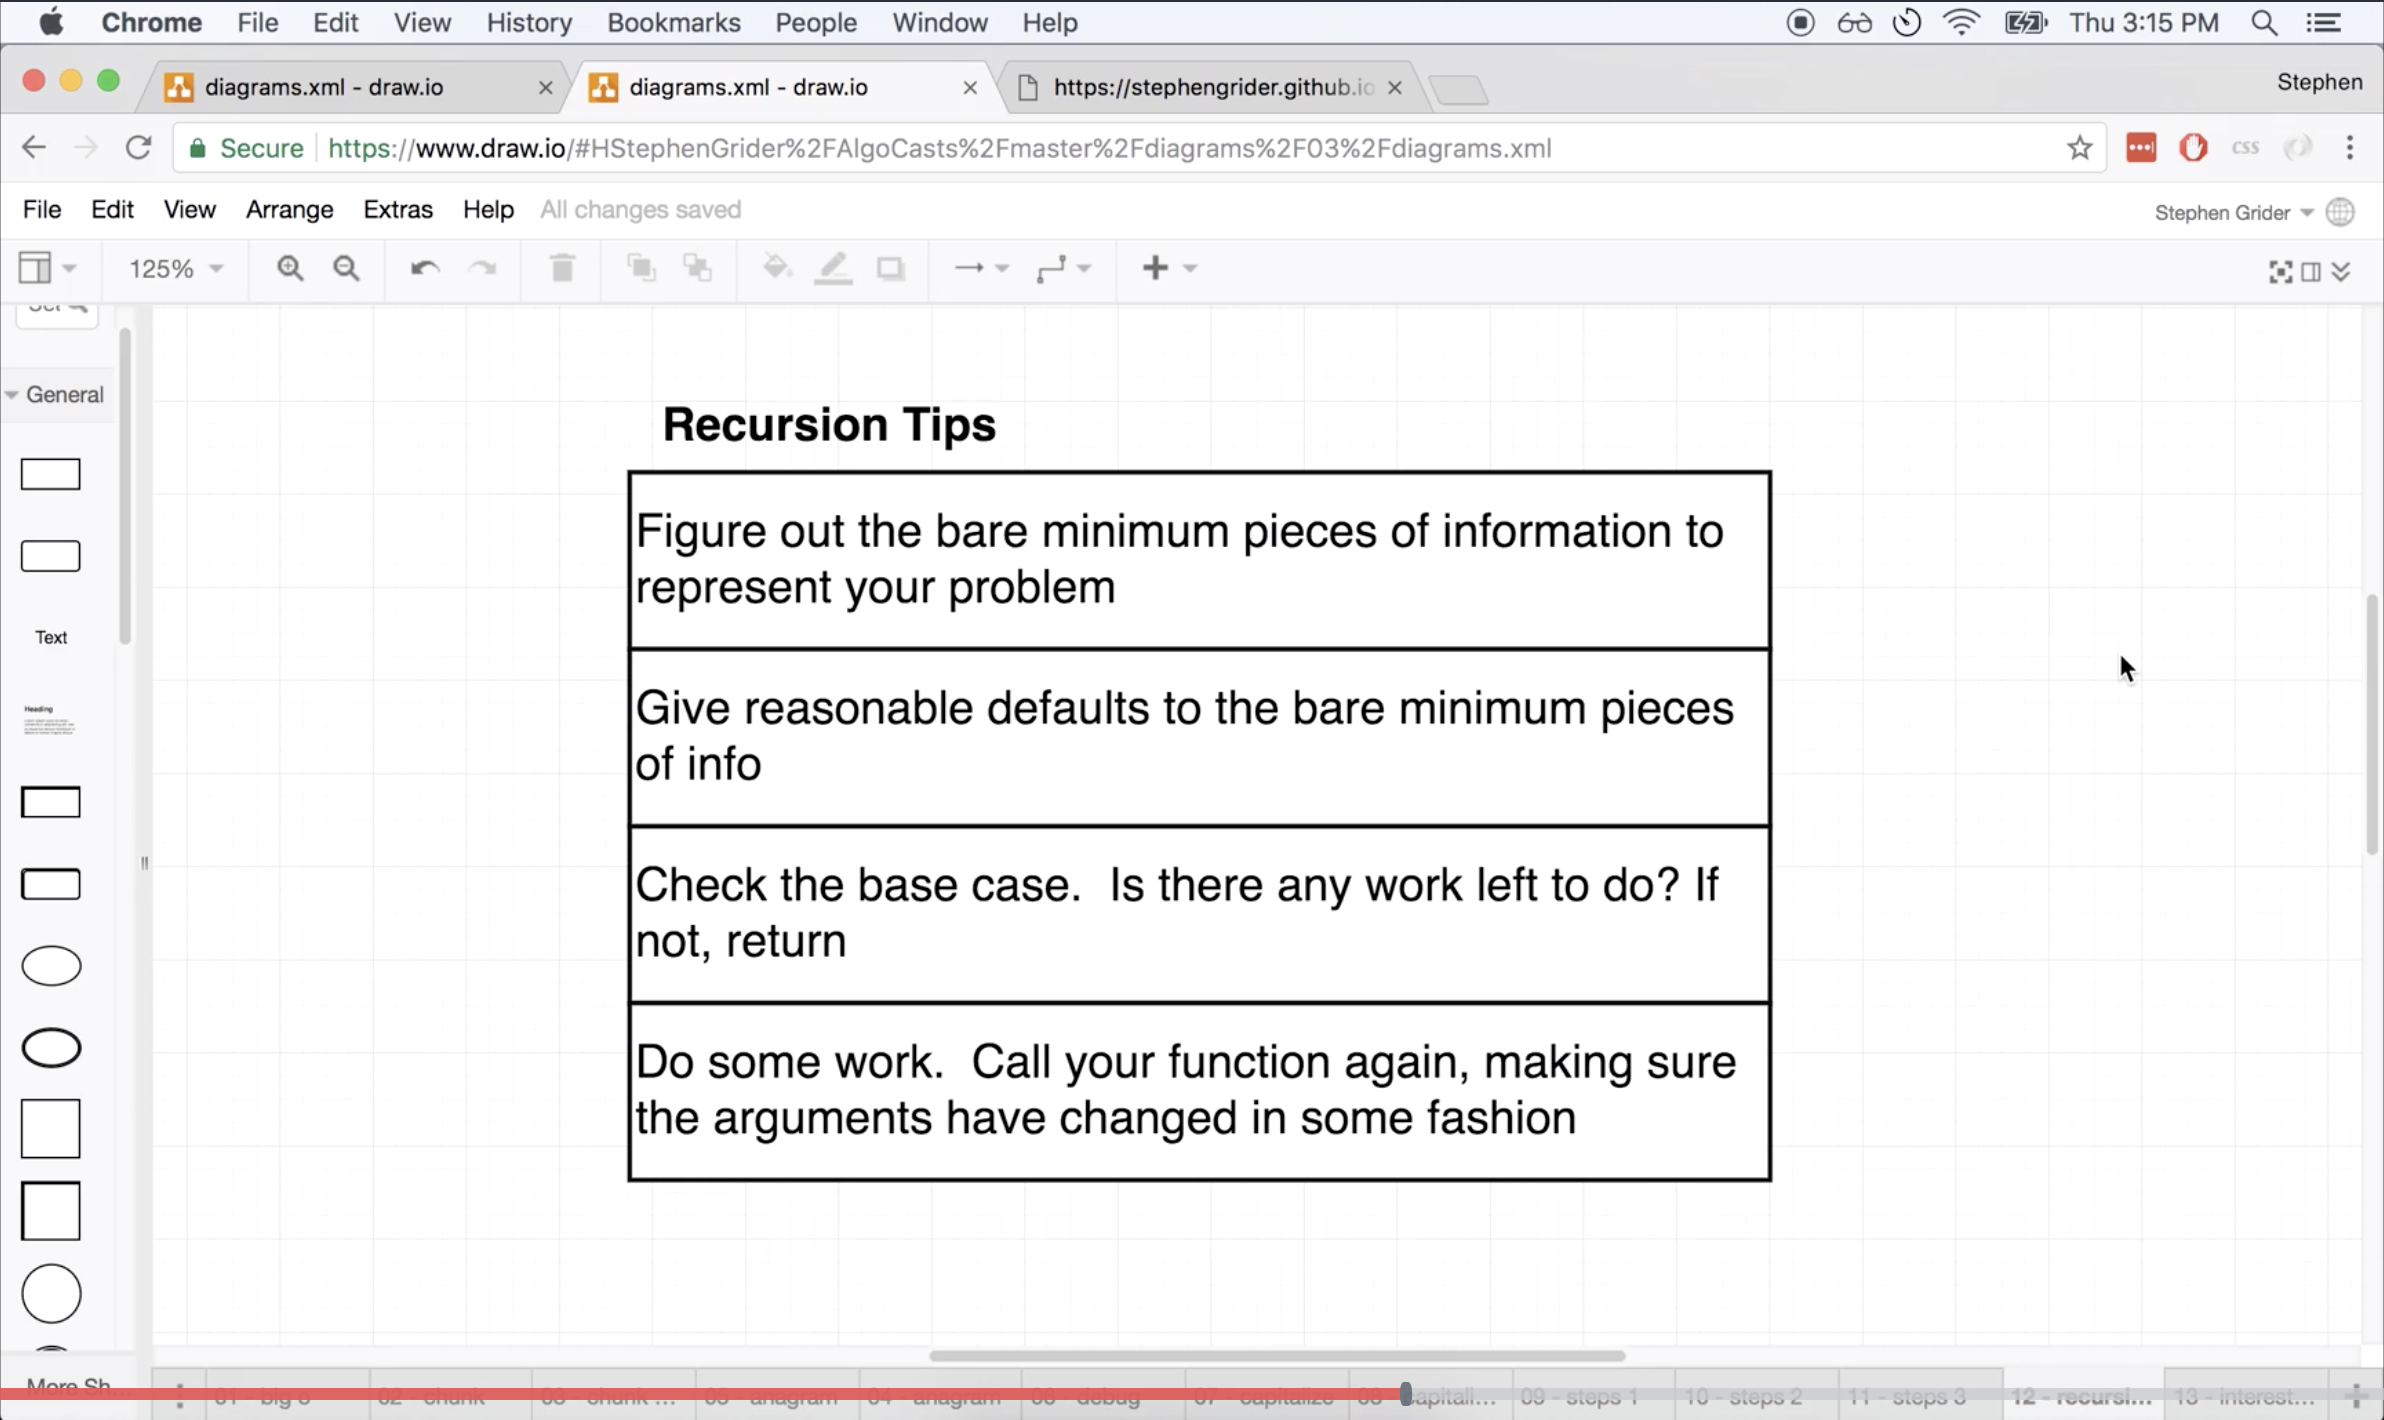 Chrome File Edit View History Bookmarks People Window Help Thu 3:15 PM
diagrams.xml - draw.io diagrams.xml - draw.io https://stephengrider.github.io Stephen
Secure https://www.draw.io/#HStephenGrider%2FAlgoCasts%2Fmaster%2Fdiagrams%2F03%2Fdiagrams.xml css
File Edit View Arrange Extras Help All changes saved Stephen Grider
125%
General
Text
Heading
Recursion Tips
Figure out the bare minimum pieces of information to
represent your problem
Give reasonable defaults to the bare minimum pieces
of info
Check the base case.  Is there any work left to do? If
not, return
Do some work.  Call your function again, making sure
the arguments have changed in some fashion
More Sh...
01 - big o 02 - chunk 03 - chunk ... 05 - anagram 04 - anagram 06 - debug 07 - capitalize 08 capitali... 09 - steps 1 10 - steps 2 11 - steps 3 12 - recursi... 13 - interest...